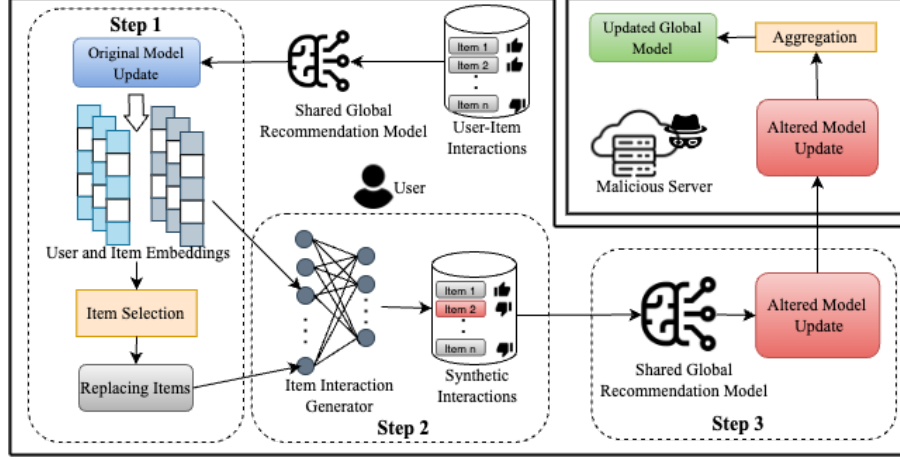 Step 1
Original Model
Update
User and Item Embeddings
Item Selection
Replacing Items
Shared Global
Recommendation Model
Item 1
Item 2
Item n
User-Item
Interactions
User
Item Interaction
Generator
Item 1
Item 2
Item n
Synthetic
Interactions
Step 2
Shared Global
Recommendation Model
Altered Model
Update
Step 3
Updated Global
Model
Aggregation
Altered Model
Update
Malicious Server